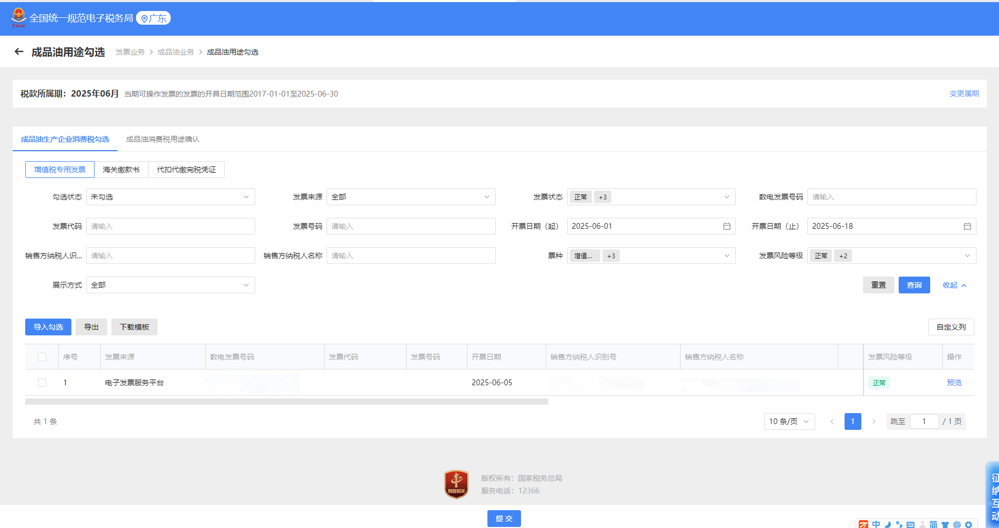 全国统一规范电子税务局 广东
成品油用途勾选 发票业务 > 成品油业务 > 成品油用途勾选
税款所属期：2025年06月 当期可操作发票的发票的开具日期范围2017-01-01至2025-06-30 变更属期
成品油生产企业消费税勾选 成品油消费税用途确认
增值税专用发票 海关缴款书 代扣代缴完税凭证
勾选状态 未勾选 发票来源 全部 发票状态 正常 +3 数电发票号码 请输入
发票代码 请输入 发票号码 请输入 开票日期（起） 2025-06-01 开票日期（止） 2025-06-18
销售方纳税人识... 请输入 销售方纳税人名称 请输入 票种 增值... +3 发票风险等级 正常 +2
展示方式 全部 重置 查询 收起
导入勾选 导出 下载模板 自定义列
序号 发票来源 数电发票号码 发票代码 发票号码 开票日期 销售方纳税人识别号 销售方纳税人名称 发票风险等级 操作
1 电子发票服务平台 2025-06-05 正常 预览
共 1 条 10 条/页 < 1 > 跳至 1 / 1 页
党政机关
版权所有：国家税务总局
服务电话：12366
征纳互动
提 交
中 简